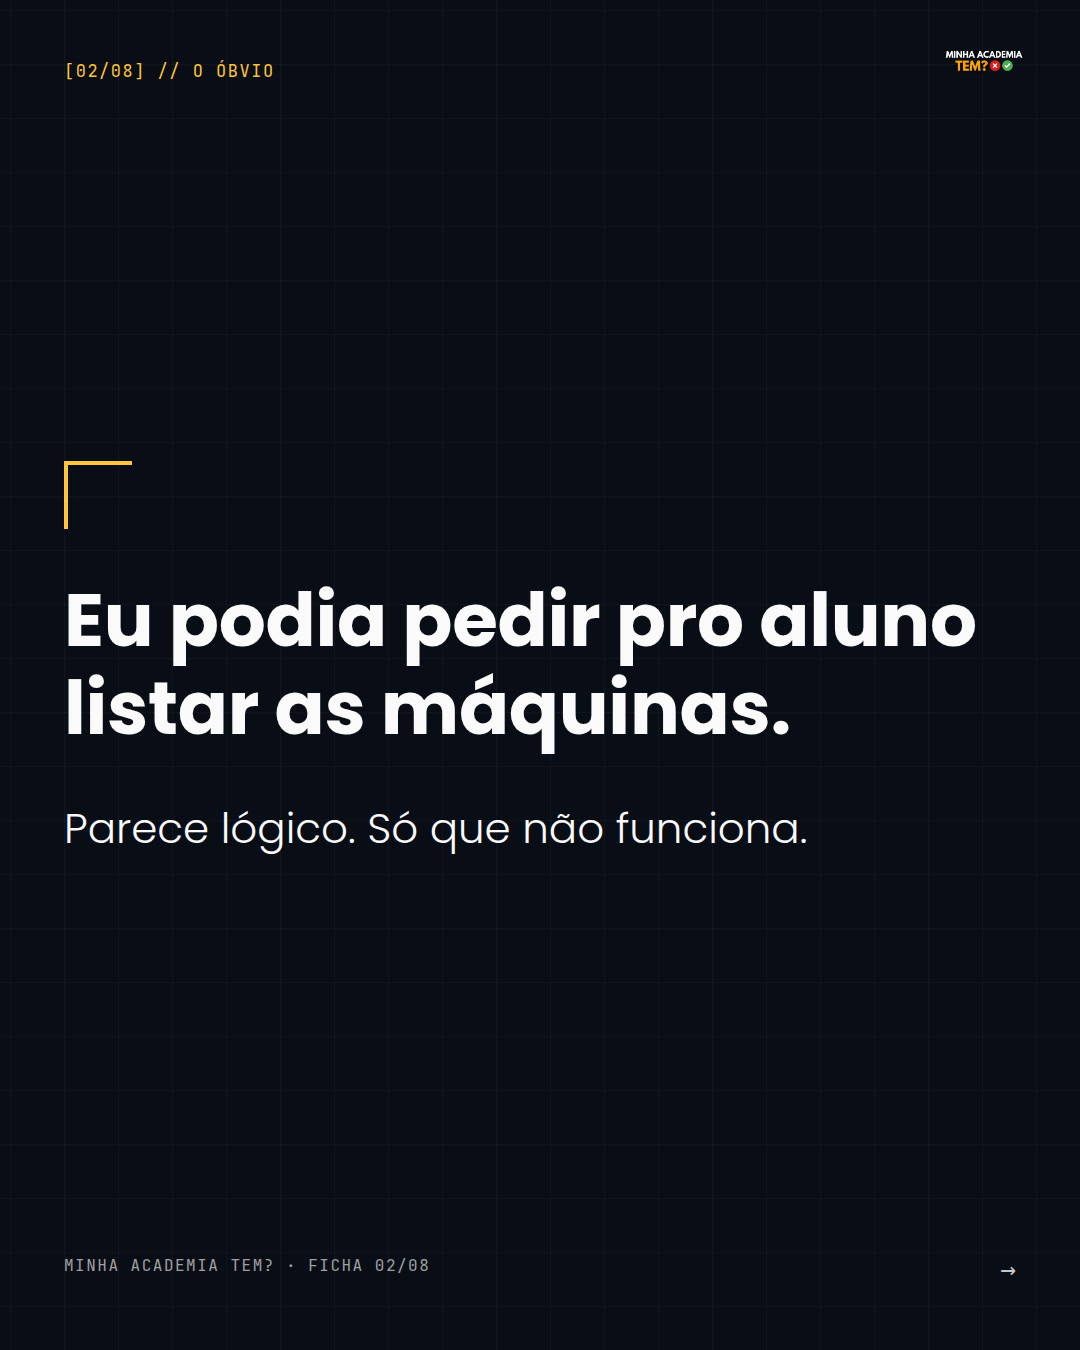 [02/08] // O ÓBVIO
MINHA ACADEMIA
TEM?
Eu podia pedir pro aluno
listar as máquinas.
Parece lógico. Só que não funciona.
MINHA ACADEMIA TEM? · FICHA 02/08
→